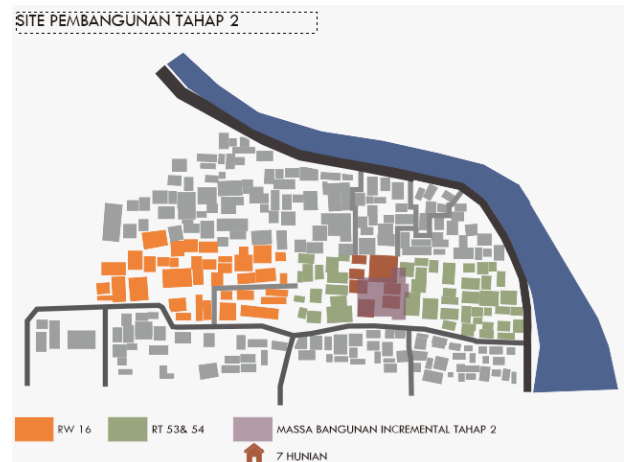 SITE PEMBANGUNAN TAHAP 2
RW 16
RT 53& 54
MASSA BANGUNAN INCREMENTAL TAHAP 2
7 HUNIAN